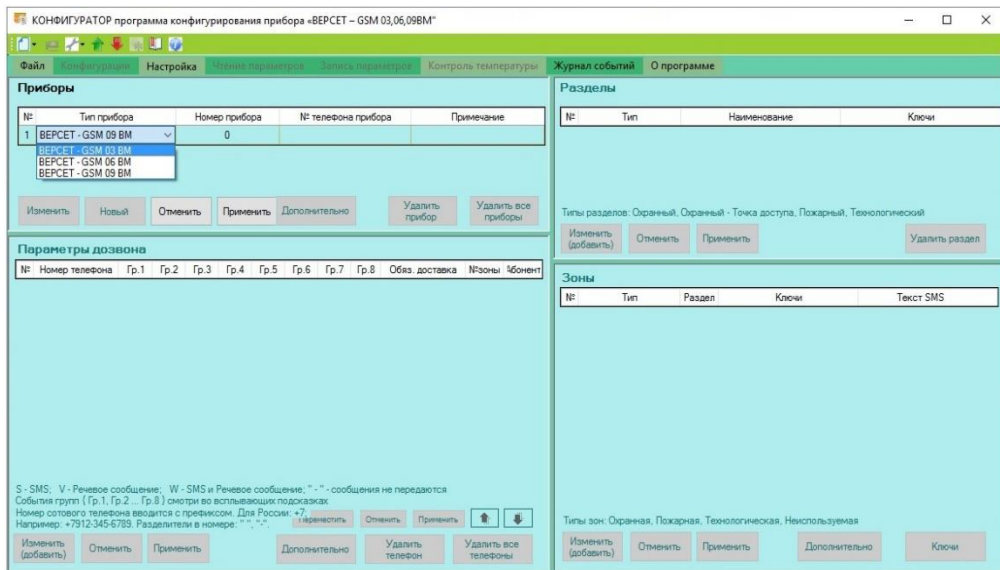 КОНФИГУРАТОР программа конфигурирования прибора «ВЕРСЕТ – GSM 03,06,09ВМ"
Файл Конфигурации Настройка Чтение параметров Запись параметров Контроль температуры Журнал событий О программе
Приборы
№ Тип прибора Номер прибора № телефона прибора Примечание
1 ВЕРСЕТ - GSM 09 ВМ 0
ВЕРСЕТ - GSM 03 ВМ
ВЕРСЕТ - GSM 06 ВМ
ВЕРСЕТ - GSM 09 ВМ
Изменить Новый Отменить Применить Дополнительно Удалить прибор Удалить все приборы
Разделы
№ Тип Наименование Ключи
Типы разделов: Охранный, Охранный - Точка доступа, Пожарный, Технологический
Изменить (добавить) Отменить Применить Удалить раздел
Параметры дозвона
№ Номер телефона Гр.1 Гр.2 Гр.3 Гр.4 Гр.5 Гр.6 Гр.7 Гр.8 Обяз. доставка №зоны
S - SMS; V - Речевое сообщение; W - SMS и Речевое сообщение; " - " - сообщения не передаются
События групп ( Гр.1, Гр.2 ... Гр.8 ) смотри во всплывающих подсказках
Номер сотового телефона вводится с префиксом. Для России: +7;
Например: +7912-345-6789. Разделители в номере: " ", "-".
Переместить Отменить Применить
Изменить (добавить) Отменить Применить Дополнительно Удалить телефон Удалить все телефоны
Зоны
№ Тип Раздел Ключи Текст SMS
Типы зон: Охранная, Пожарная, Технологическая, Неиспользуемая
Изменить (добавить) Отменить Применить Дополнительно Ключи